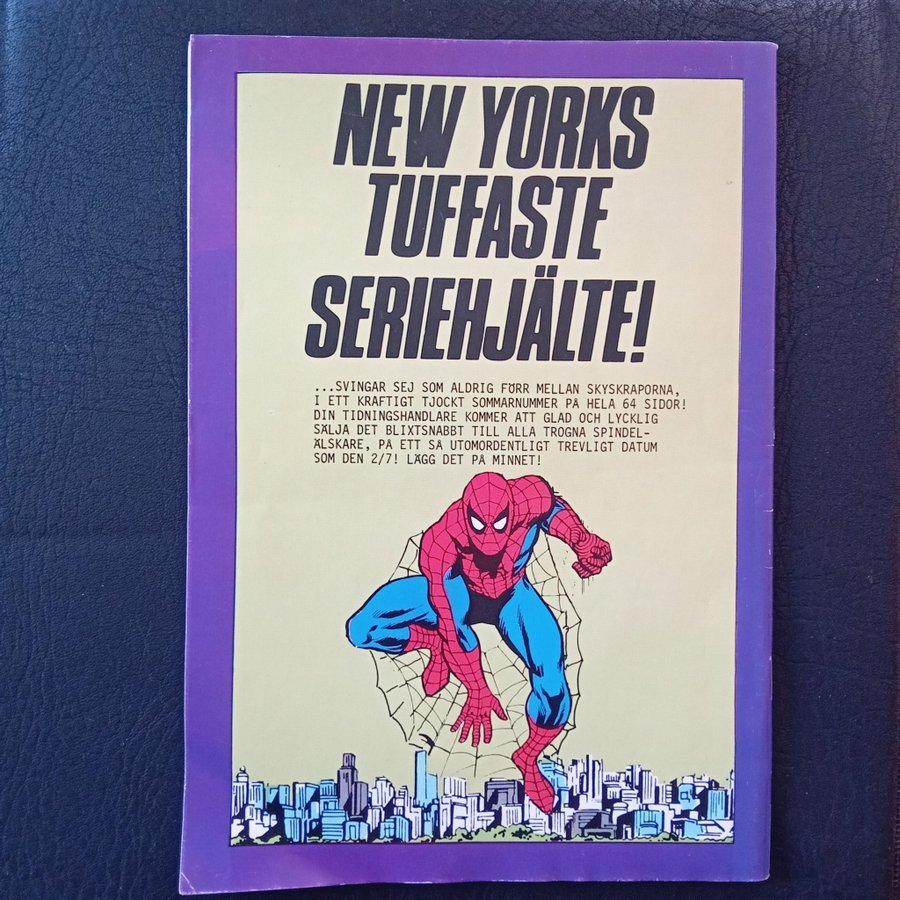 NEW YORKS
TUFFASTE
SERIEHJÄLTE!
...SVINGAR SEJ SOM ALDRIG FÖRR MELLAN SKYSKRAPORNA,
I ETT KRAFTIGT TJOCKT SOMMARNUMMER PÅ HELA 64 SIDOR!
DIN TIDNINGSHANDLARE KOMMER ATT GLAD OCH LYCKLIG
SÄLJA DET BLIXTSNABBT TILL ALLA TROGNA SPINDEL-
ÄLSKARE, PÅ ETT SÅ UTOMORDENTLIGT TREVLIGT DATUM
SOM DEN 2/7! LÄGG DET PÅ MINNET!